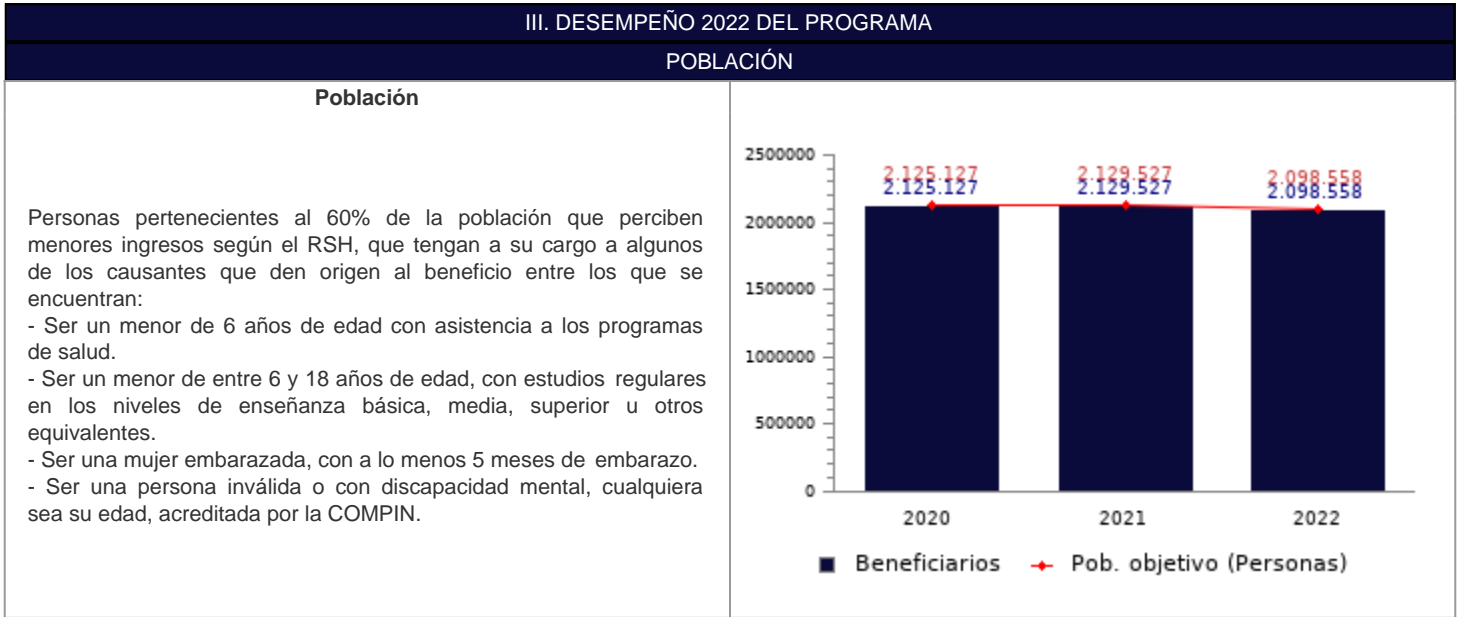 III. DESEMPEÑO 2022 DEL PROGRAMA
POBLACIÓN
Población
Personas pertenecientes al 60% de la población que perciben
menores ingresos según el RSH, que tengan a su cargo a algunos
de los causantes que den origen al beneficio entre los que se
encuentran:
- Ser un menor de 6 años de edad con asistencia a los programas
de salud.
- Ser un menor de entre 6 y 18 años de edad, con estudios regulares
en los niveles de enseñanza básica, media, superior u otros
equivalentes.
- Ser una mujer embarazada, con a lo menos 5 meses de embarazo.
- Ser una persona inválida o con discapacidad mental, cualquiera
sea su edad, acreditada por la COMPIN.
2500000
2000000
1500000
1000000
500000
0
2.125.127 2.129.527 2.098.558
2.125.127 2.129.527 2.098.558
2020 2021 2022
Beneficiarios Pob. objetivo (Personas)